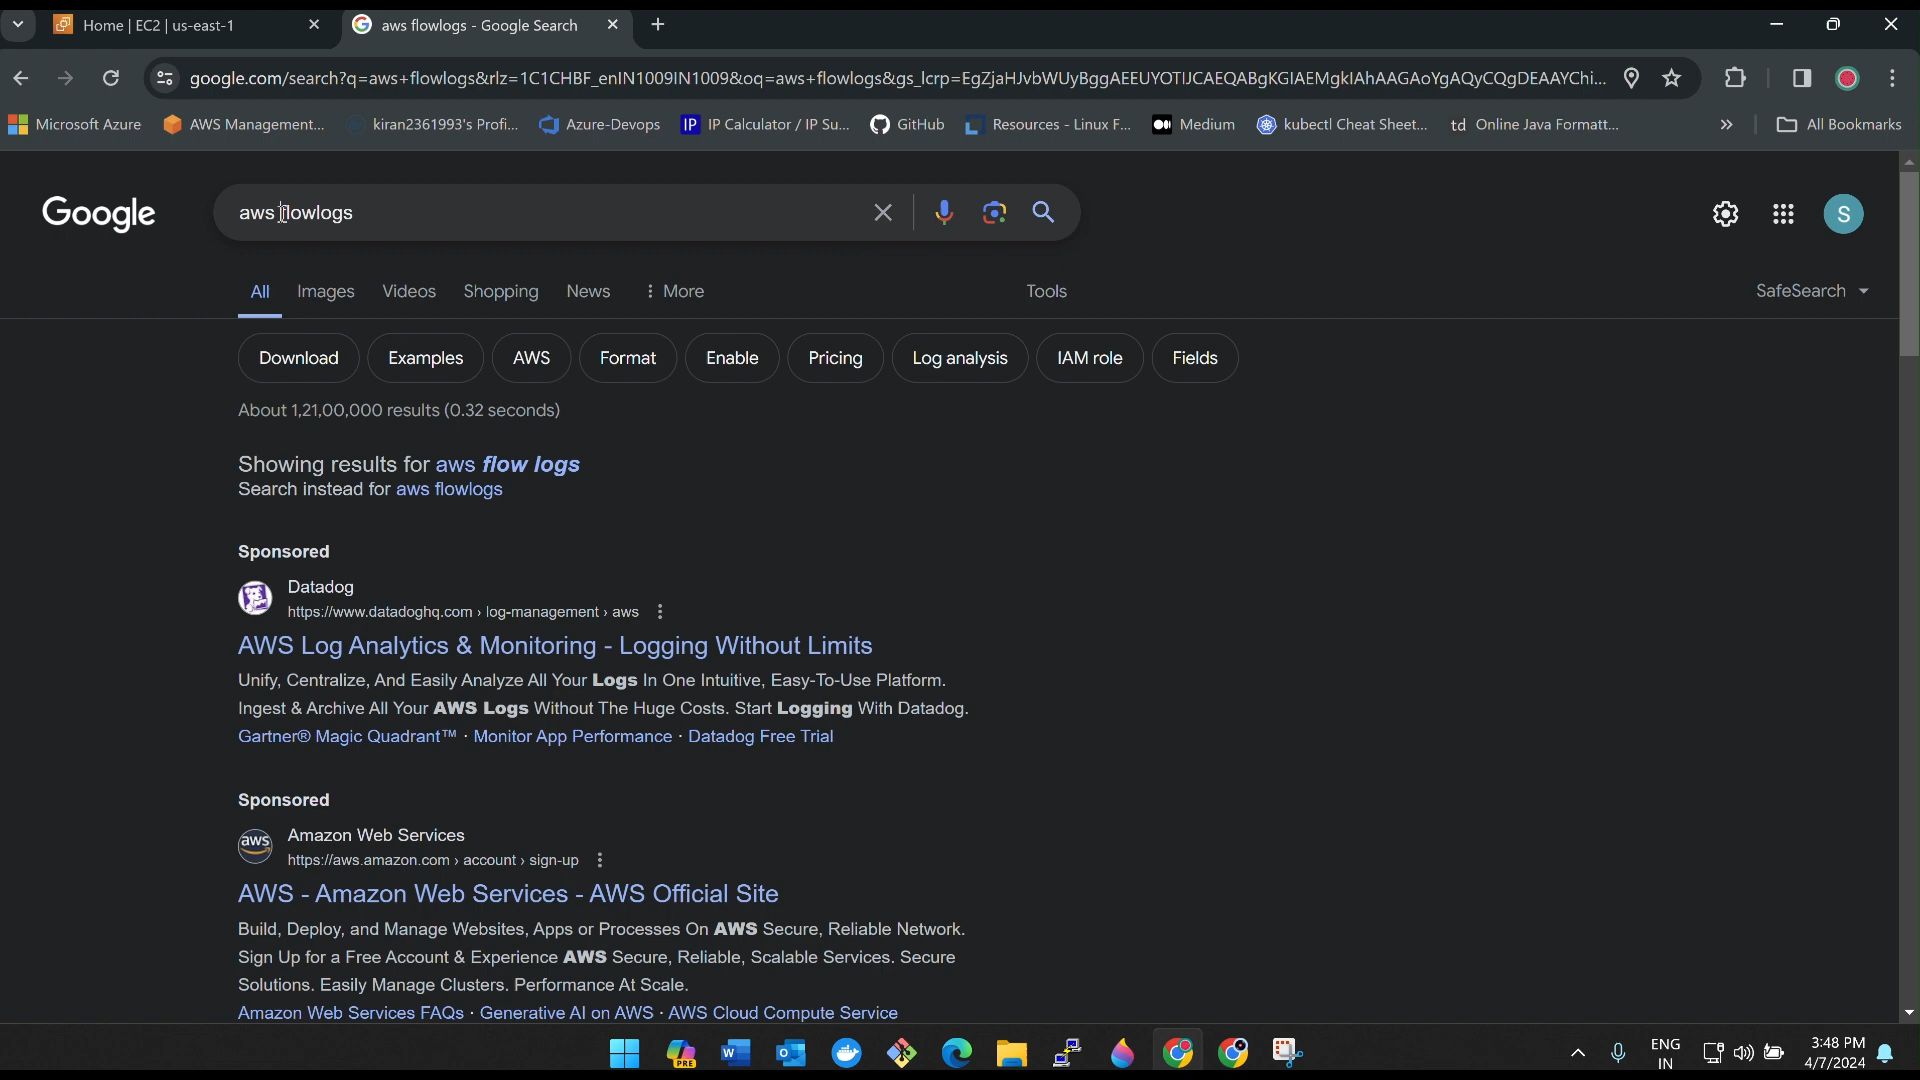 Home | EC2 | us-east-1
aws flowlogs - Google Search
google.com/search?q=aws+flowlogs&rlz=1C1CHBF_enIN1009IN1009&oq=aws+flowlogs&gs_lcrp=EgZjaHJvbWUyBggAEEUYOTIJCAEQABgKGIAEMgkIAhAAGAoYgAQyCQgDEAAYChi...
Microsoft Azure
AWS Management...
kiran2361993's Profi...
Azure-Devops
IP IP Calculator / IP Su...
GitHub
Resources - Linux F...
Medium
kubectl Cheat Sheet...
td Online Java Formatt...
»
All Bookmarks
Google
aws flowlogs
S
All
Images
Videos
Shopping
News
More
Tools
SafeSearch
Download
Examples
AWS
Format
Enable
Pricing
Log analysis
IAM role
Fields
About 1,21,00,000 results (0.32 seconds)
Showing results for aws flow logs
Search instead for aws flowlogs
Sponsored
Datadog
https://www.datadoghq.com › log-management › aws
AWS Log Analytics & Monitoring - Logging Without Limits
Unify, Centralize, And Easily Analyze All Your Logs In One Intuitive, Easy-To-Use Platform.
Ingest & Archive All Your AWS Logs Without The Huge Costs. Start Logging With Datadog.
Gartner® Magic Quadrant™ · Monitor App Performance · Datadog Free Trial
Sponsored
aws
Amazon Web Services
https://aws.amazon.com › account › sign-up
AWS - Amazon Web Services - AWS Official Site
Build, Deploy, and Manage Websites, Apps or Processes On AWS Secure, Reliable Network.
Sign Up for a Free Account & Experience AWS Secure, Reliable, Scalable Services. Secure
Solutions. Easily Manage Clusters. Performance At Scale.
Amazon Web Services FAQs · Generative AI on AWS · AWS Cloud Compute Service
PRE
ENG
IN
3:48 PM
4/7/2024